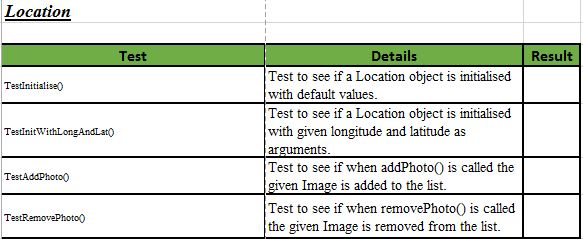 Location
Test Details Result
TestInitialise() Test to see if a Location object is initialised
with default values.
TestInitWithLongAndLat() Test to see if a Location object is initialised
with given longitude and latitude as
arguments.
TestAddPhoto() Test to see if when addPhoto() is called the
given Image is added to the list.
TestRemovePhoto() Test to see if when removePhoto() is called
the given Image is removed from the list.